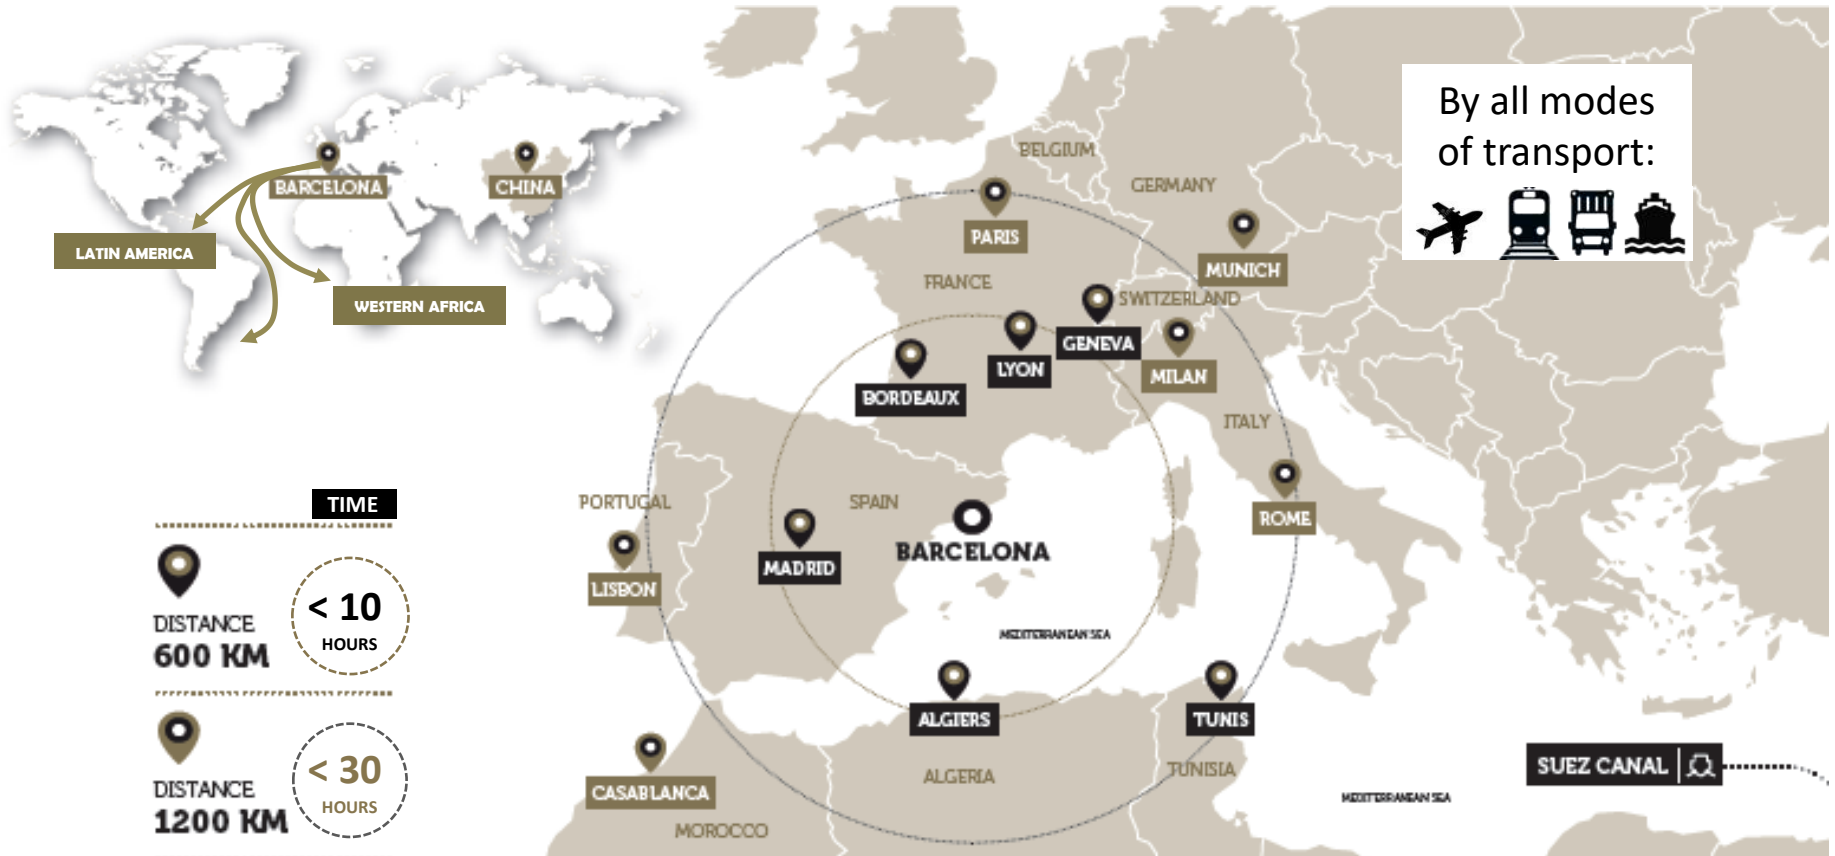 BARCELONA
CHINA
LATIN AMERICA
WESTERN AFRICA
TIME
DISTANCE
600 KM
< 10
HOURS
DISTANCE
1200 KM
< 30
HOURS
By all modes
of transport:
BELGIUM
GERMANY
PARIS
MUNICH
FRANCE
SWITZERLAND
GENEVA
LYON
MILAN
BORDEAUX
ITALY
PORTUGAL
SPAIN
ROME
BARCELONA
MADRID
LISBON
MEDITERRANEAN SEA
ALGIERS
TUNIS
SUEZ CANAL
ALGERIA
TUNISIA
CASABLANCA
MEDITERRANEAN SEA
MOROCCO